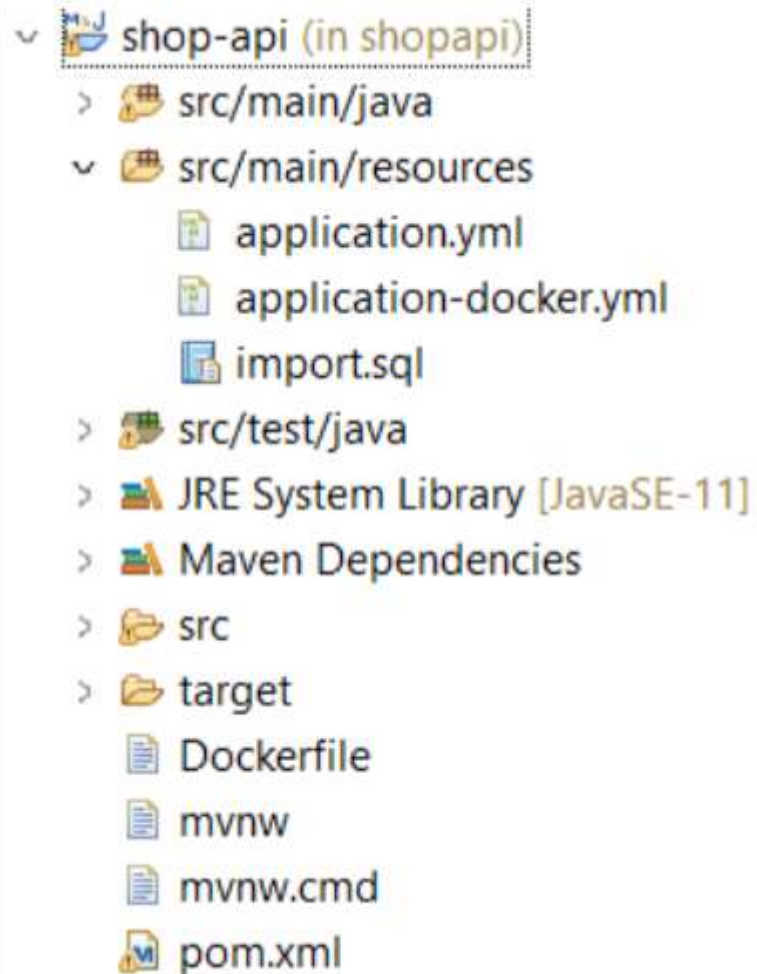 shop-api (in shopapi)
src/main/java
src/main/resources
application.yml
application-docker.yml
import.sql
src/test/java
JRE System Library [JavaSE-11]
Maven Dependencies
src
target
Dockerfile
mvnw
mvnw.cmd
pom.xml